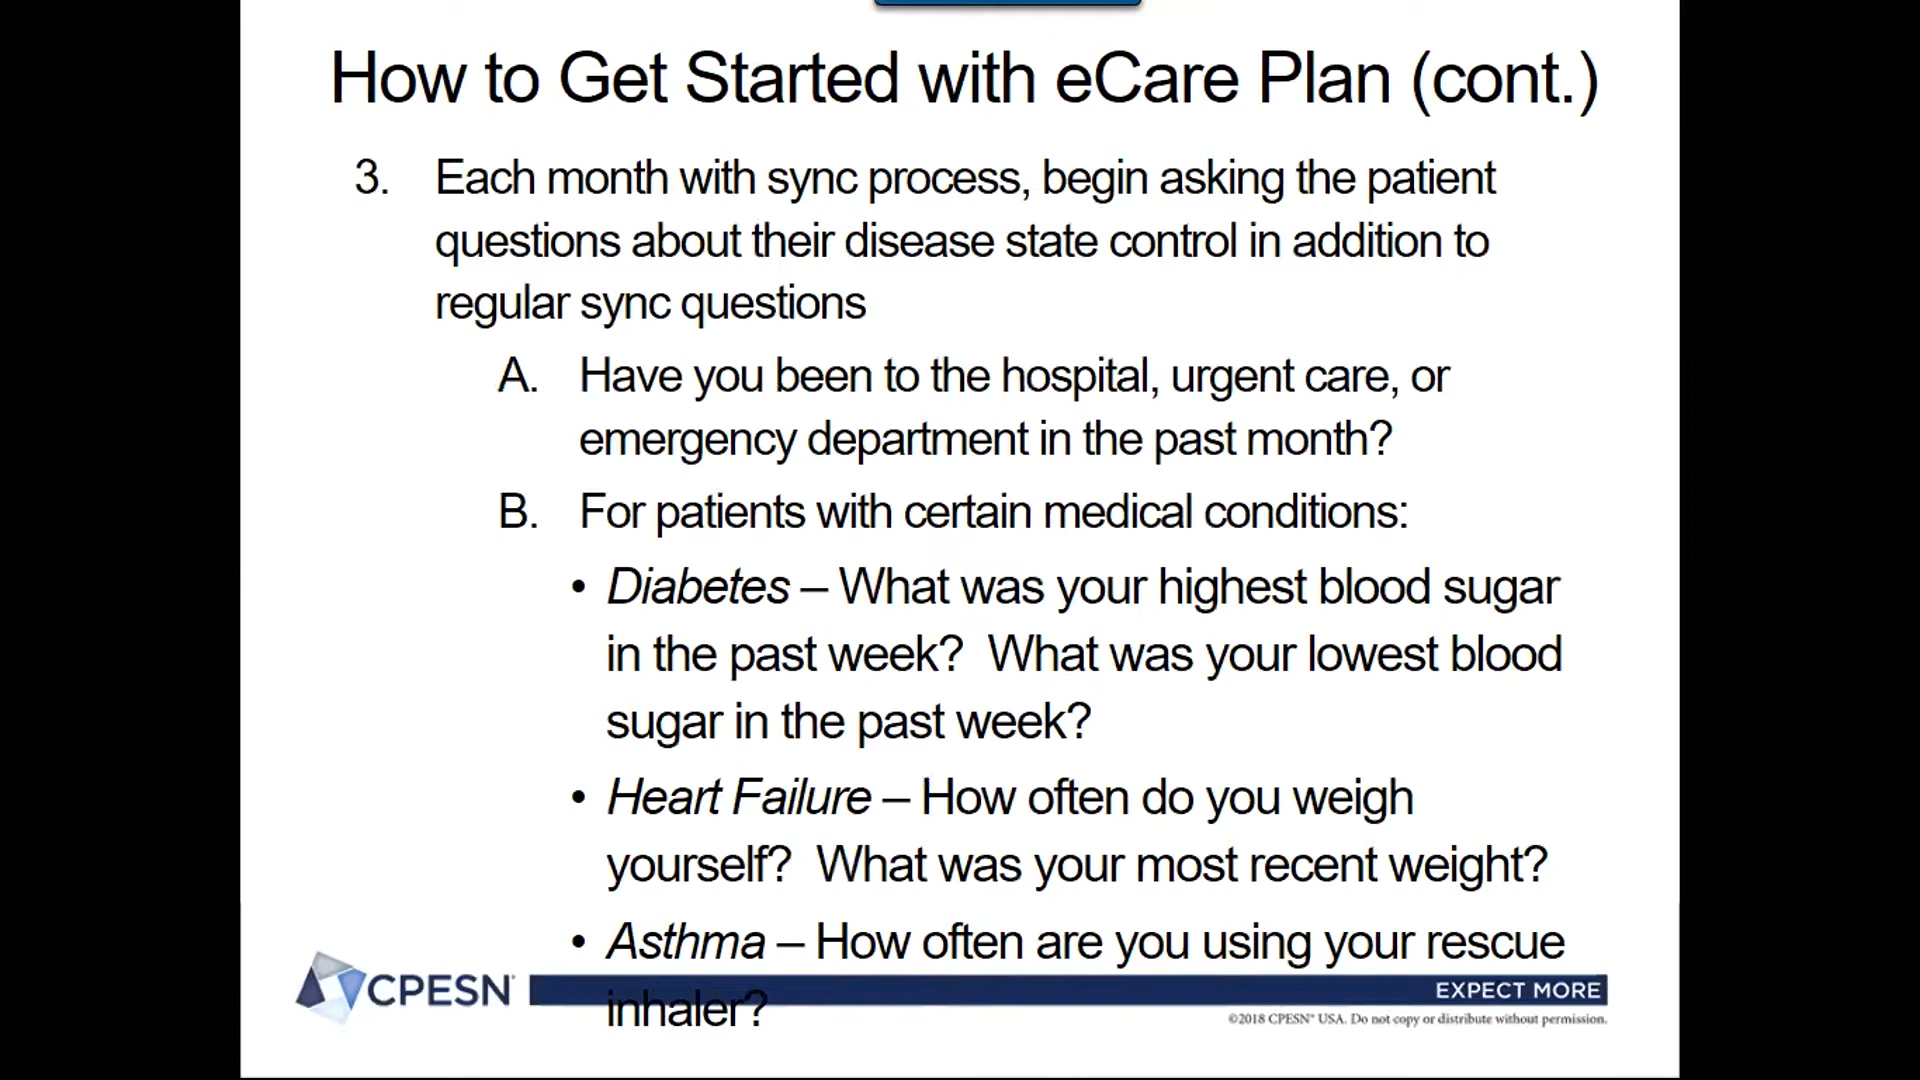 How to Get Started with eCare Plan (cont.)
3. Each month with sync process, begin asking the patient
questions about their disease state control in addition to
regular sync questions
A. Have you been to the hospital, urgent care, or
emergency department in the past month?
B. For patients with certain medical conditions:
• Diabetes – What was your highest blood sugar
in the past week? What was your lowest blood
sugar in the past week?
• Heart Failure – How often do you weigh
yourself? What was your most recent weight?
• Asthma – How often are you using your rescue
inhaler?
CPESN®
EXPECT MORE
©2018 CPESN® USA. Do not copy or distribute without permission.